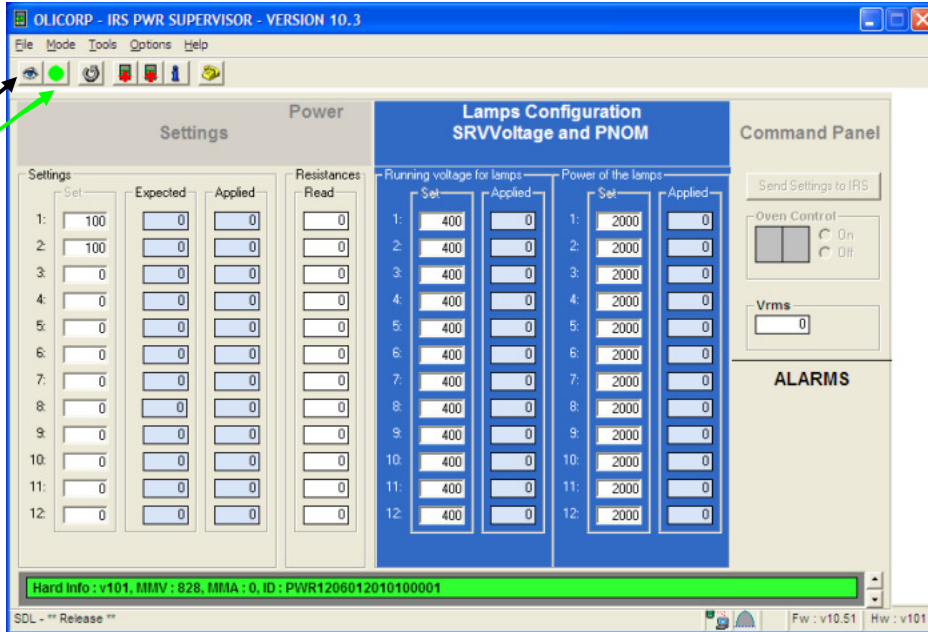 OLICORP - IRS PWR SUPERVISOR - VERSION 10.3
File Mode Tools Options Help
Power
Settings
Lamps Configuration
SRVVoltage and PNOM
Command Panel
Settings
Resistances
Running voltage for lamps
Power of the lamps
Set Expected Applied Read Set Applied Set Applied
Send Settings to IRS
Oven Control
On
Off
Vrms
0
ALARMS
1: 100 0 0 0 1: 400 0 1: 2000 0
2: 100 0 0 0 2: 400 0 2: 2000 0
3: 0 0 0 0 3: 400 0 3: 2000 0
4: 0 0 0 0 4: 400 0 4: 2000 0
5: 0 0 0 0 5: 400 0 5: 2000 0
6: 0 0 0 0 6: 400 0 6: 2000 0
7: 0 0 0 0 7: 400 0 7: 2000 0
8: 0 0 0 0 8: 400 0 8: 2000 0
9: 0 0 0 0 9: 400 0 9: 2000 0
10: 0 0 0 0 10: 400 0 10: 2000 0
11: 0 0 0 0 11: 400 0 11: 2000 0
12: 0 0 0 0 12: 400 0 12: 2000 0
Hard Info : v101, MMV : 828, MMA : 0, ID : PWR1206012010100001
SDL - ** Release **
Fw : v10.51 Hw : v101